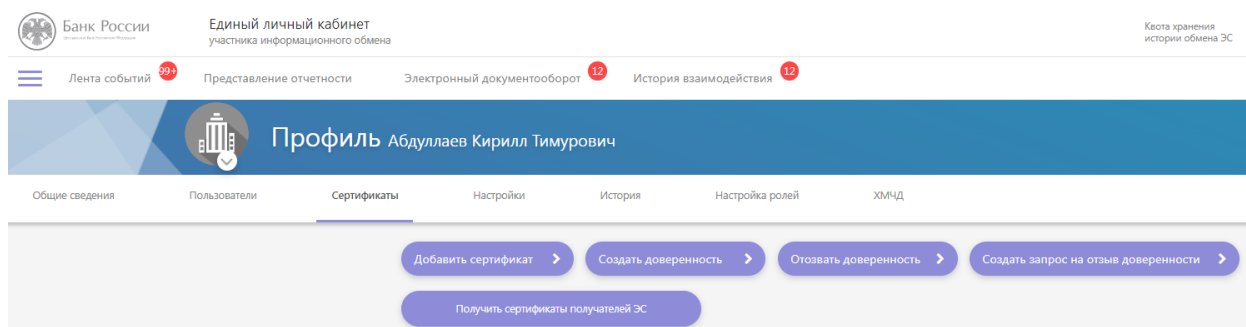 Банк России
Единый личный кабинет
участника информационного обмена
Квота хранения
истории обмена ЭС
Лента событий 99+
Представление отчетности
Электронный документооборот 12
История взаимодействия 12
Профиль Абдуллаев Кирилл Тимурович
Общие сведения
Пользователи
Сертификаты
Настройки
История
Настройка ролей
ХМЧД
Добавить сертификат
Создать доверенность
Отозвать доверенность
Создать запрос на отзыв доверенности
Получить сертификаты получателей ЭС